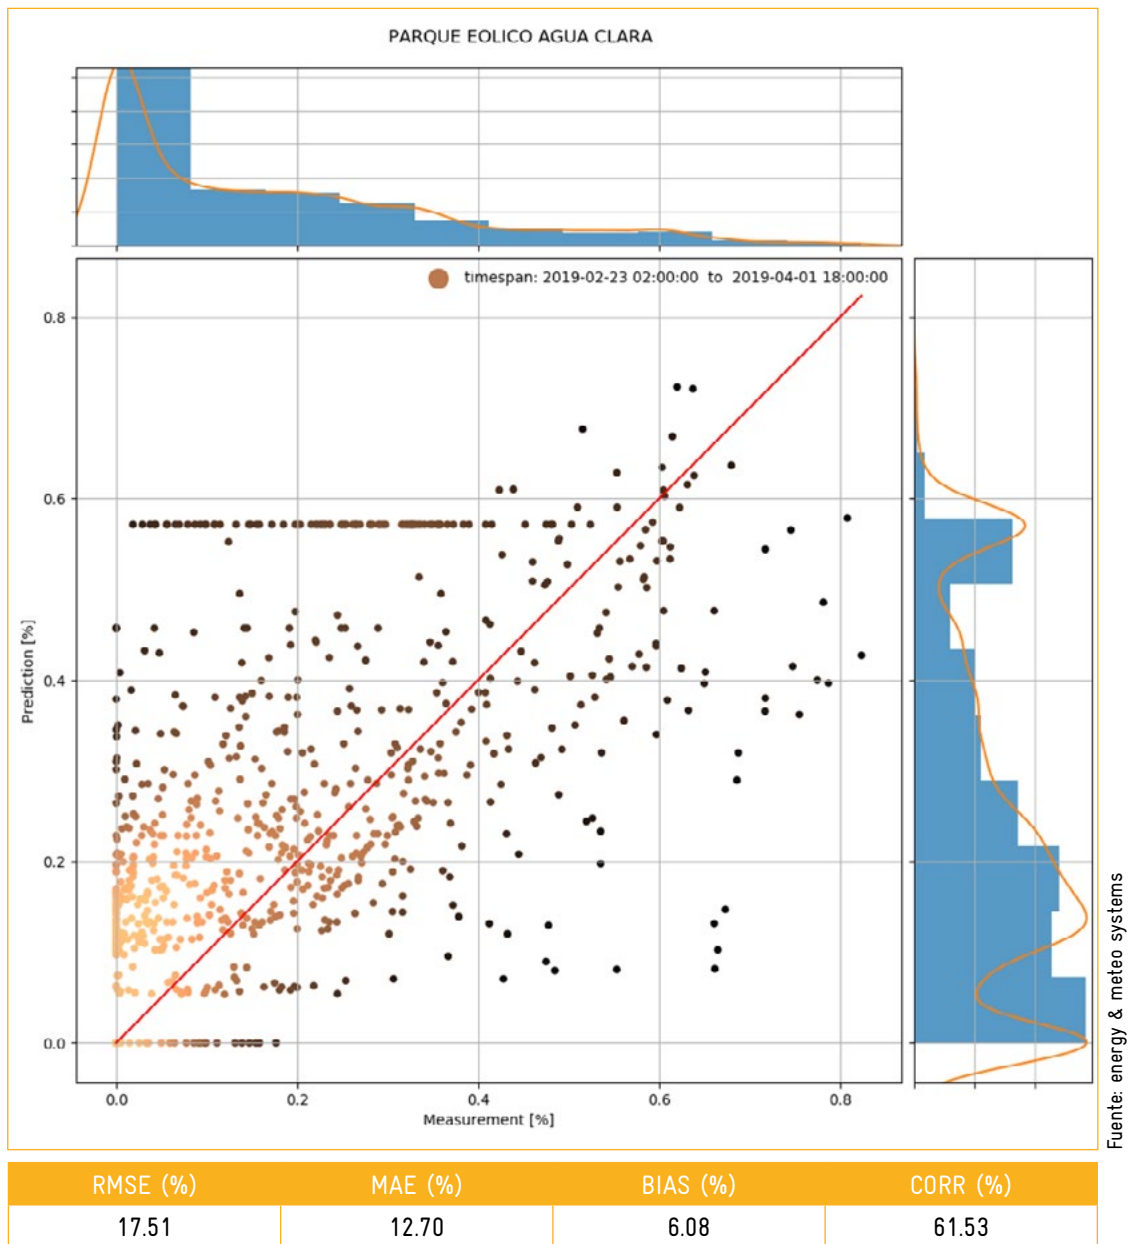 PARQUE EOLICO AGUA CLARA
timespan: 2019-02-23 02:00:00 to 2019-04-01 18:00:00
0.8
0.6
0.4
0.2
0.0
Prediction [%]
0.0 0.2 0.4 0.6 0.8
Measurement [%]
Fuente: energy & meteo systems
RMSE (%) MAE (%) BIAS (%) CORR (%)
17.51 12.70 6.08 61.53